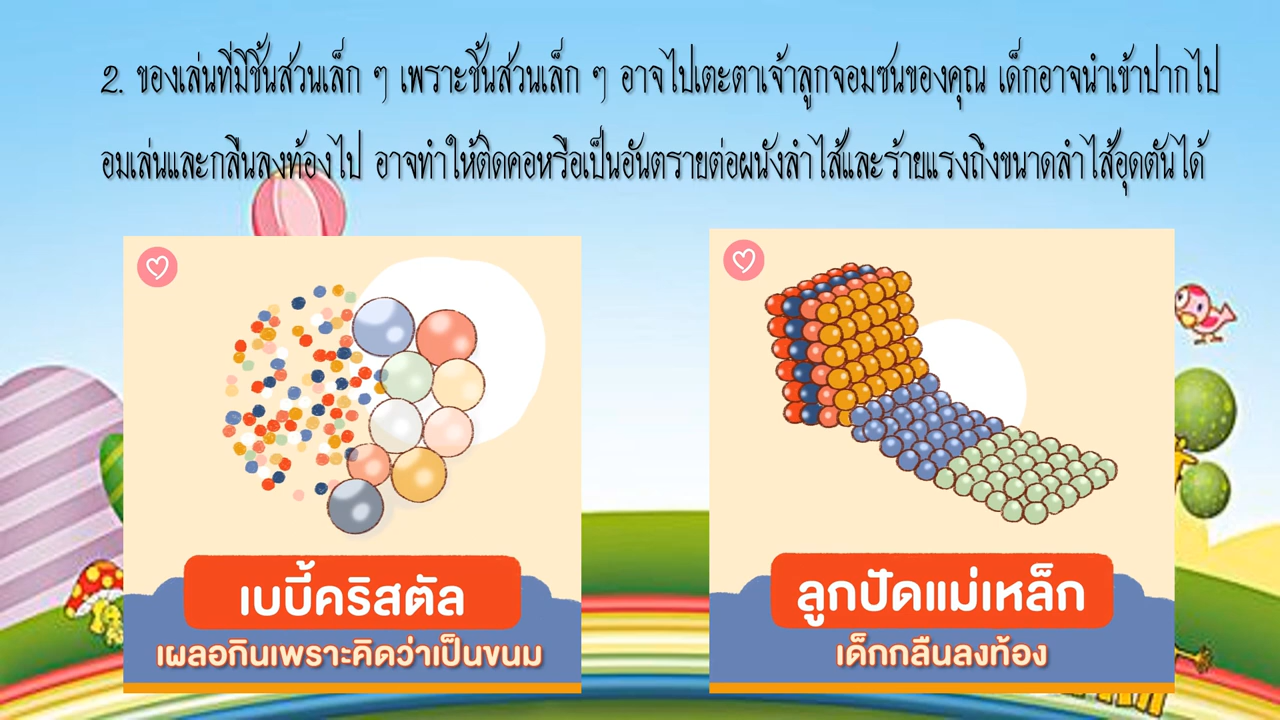 2. ของเล่นที่มีชิ้นส่วนเล็ก ๆ เพราะชิ้นส่วนเล็ก ๆ อาจไปเตะตาเจ้าลูกจอมซนของคุณ เด็กอาจนำเข้าปากไป
อมเล่นและกลืนลงท้องไป อาจทำให้ติดคอหรือเป็นอันตรายต่อผนังลำไส้และร้ายแรงถึงขนาดลำไส้อุดตันได้
เบบี้คริสตัล
เผลอกินเพราะคิดว่าเป็นขนม
ลูกปัดแม่เหล็ก
เด็กกลืนลงท้อง